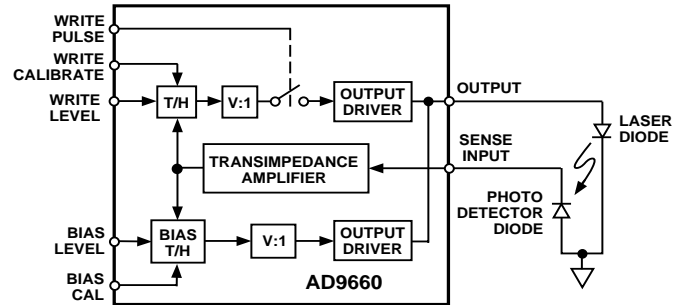 WRITE
PULSE
WRITE
CALIBRATE
WRITE
LEVEL
T/H
V:1
OUTPUT
DRIVER
OUTPUT
LASER
DIODE
SENSE
INPUT
TRANSIMPEDANCE
AMPLIFIER
PHOTO
DETECTOR
DIODE
BIAS
LEVEL
BIAS
T/H
V:1
OUTPUT
DRIVER
BIAS
CAL
AD9660